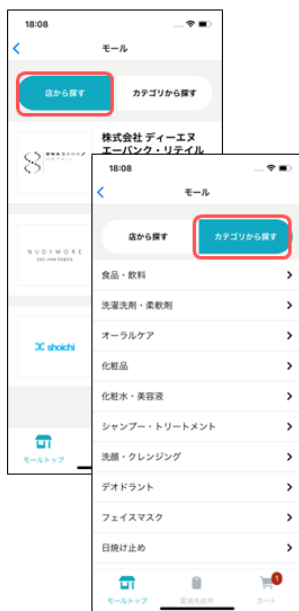 18:08
モール
店から探す
カテゴリから探す
株式会社 ディーエヌ
エーバンク・リテイル
NUDYMORE
EST.1998 TOKYO
shoichi
モールトップ
18:08
モール
店から探す
カテゴリから探す
食品・飲料
洗濯洗剤・柔軟剤
オーラルケア
化粧品
化粧水・美容液
シャンプー・トリートメント
洗顔・クレンジング
デオドラント
フェイスマスク
日焼け止め
1
モールトップ
配送先住所
カート